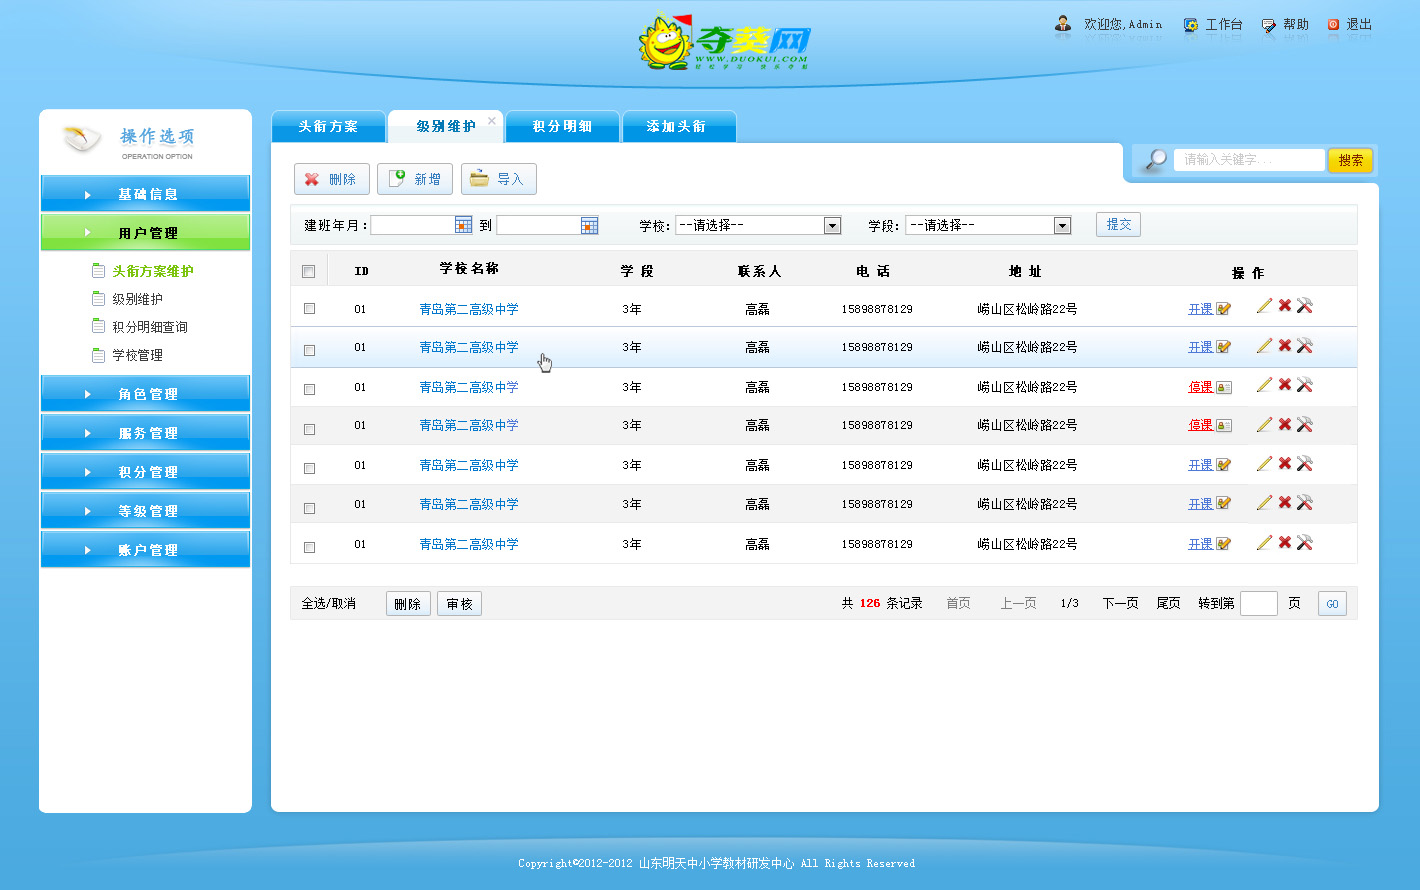 夺葵网
WWW.DUOKUI.COM
轻松学习 快乐夺魁
欢迎您,Admin 工作台 帮助 退出
操作选项
OPERATION OPTION
基础信息
用户管理
头衔方案维护
级别维护
积分明细查询
学校管理
角色管理
服务管理
积分管理
等级管理
账户管理
头衔方案 级别维护 积分明细 添加头衔
请输入关键字... 搜索
删除 新增 导入
建班年月: 到 学校: --请选择-- 学段: --请选择-- 提交
ID 学校名称 学 段 联系人 电 话 地 址 操 作
01 青岛第二高级中学 3年 高磊 15898878129 崂山区松岭路22号 开课
01 青岛第二高级中学 3年 高磊 15898878129 崂山区松岭路22号 开课
01 青岛第二高级中学 3年 高磊 15898878129 崂山区松岭路22号 停课
01 青岛第二高级中学 3年 高磊 15898878129 崂山区松岭路22号 停课
01 青岛第二高级中学 3年 高磊 15898878129 崂山区松岭路22号 开课
01 青岛第二高级中学 3年 高磊 15898878129 崂山区松岭路22号 开课
01 青岛第二高级中学 3年 高磊 15898878129 崂山区松岭路22号 开课
全选/取消 删除 审核 共 126 条记录 首页 上一页 1/3 下一页 尾页 转到第 页 GO
Copyright©2012-2012 山东明天中小学教材研发中心 All Rights Reserved